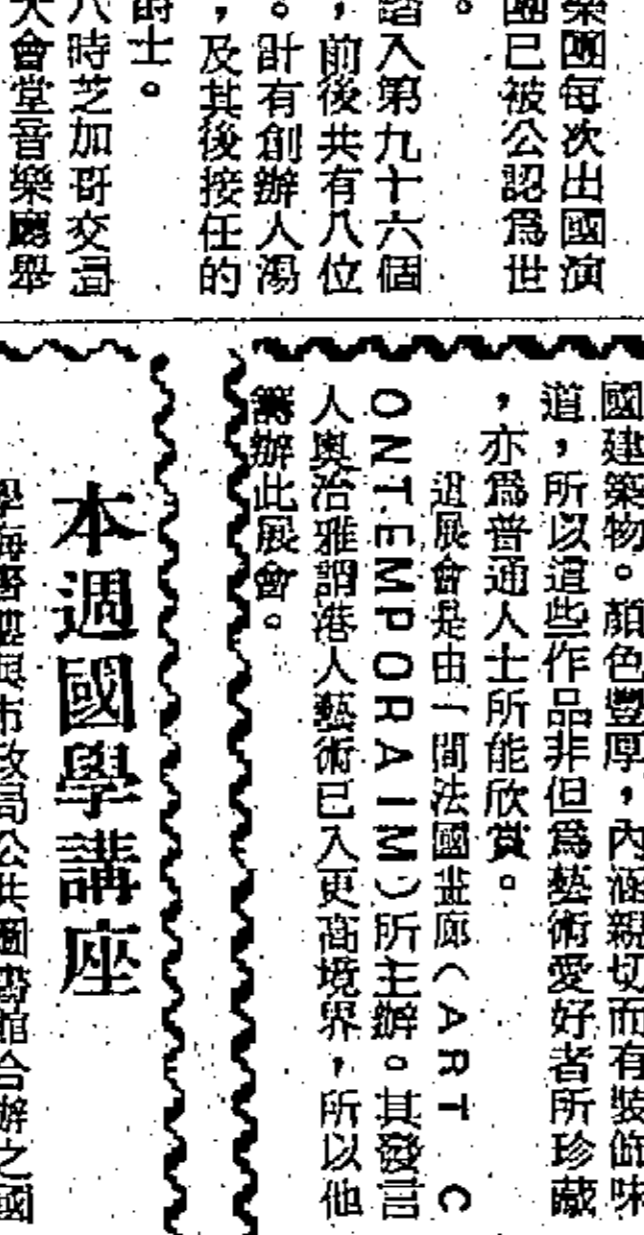 樂團每次出國演
團已被公認爲世
。
踏入第九十六個
,前後共有八位
。計有創辦人湯
,及其後接任的
爵士。
八時芝加哥交响
大會堂音樂廳舉
國建築物。顏色豐厚,內涵親切而有裝飾味
道,所以這些作品非但爲藝術愛好者所珍藏
,亦爲普通人士所能欣賞。
這展會是由一間法國畫廊(ART C
ONTEMPORAIM)所主辦。其發言
人奧治雅謂港人藝術已入更高境界,所以他
籌辦此展會。
本週國學講座
學海書樓與市政局公共圖書館合辦之國